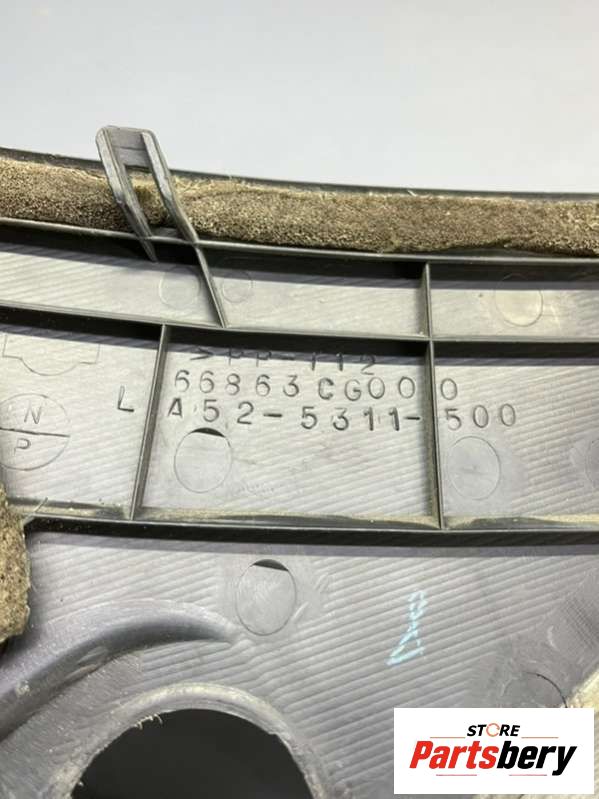 >PP-T12
66863CG000
L A52-5311-500
N
P
STORE
Partsbery